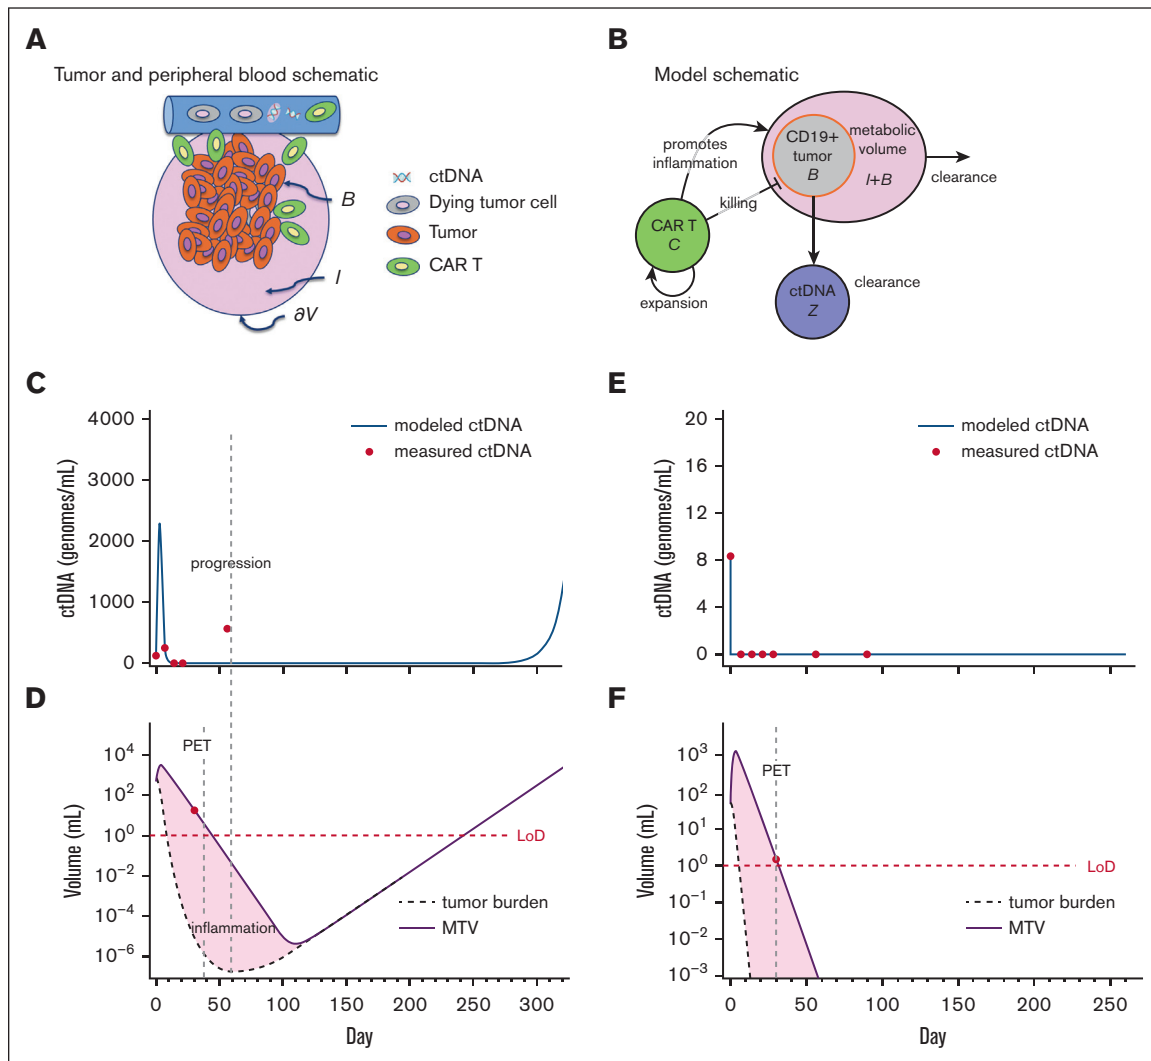 A
Tumor and peripheral blood schematic
B
I
∂V
ctDNA
Dying tumor cell
Tumor
CAR T
B
Model schematic
promotes
inflammation
CD19+
tumor
B
metabolic
volume
I+B
clearance
killing
CAR T
C
expansion
ctDNA
Z
clearance
C
ctDNA (genomes/mL)
4000
3000
2000
1000
0
modeled ctDNA
measured ctDNA
progression
E
ctDNA (genomes/mL)
20
16
12
8
4
0
modeled ctDNA
measured ctDNA
D
Volume (mL)
10^4
10^2
10^0
10^-2
10^-4
10^-6
PET
LoD
inflammation
tumor burden
MTV
0 50 100 150 200 250 300
Day
F
Volume (mL)
10^3
10^2
10^1
10^0
10^-1
10^-2
10^-3
PET
LoD
tumor burden
MTV
0 50 100 150 200 250
Day